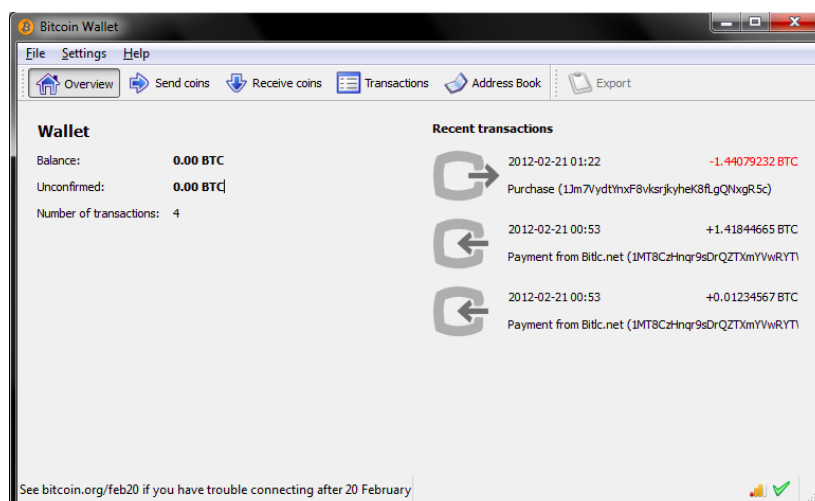 Bitcoin Wallet
File Settings Help
Overview Send coins Receive coins Transactions Address Book Export
Wallet
Balance: 0.00 BTC
Unconfirmed: 0.00 BTC
Number of transactions: 4
Recent transactions
2012-02-21 01:22 -1.44079232 BTC
Purchase (1Jm7VydtYnxF8vksrjkyheK8fLgQNxgR5c)
2012-02-21 00:53 +1.41844665 BTC
Payment from Bitlc.net (1MT8CzHnqr9sDrQZTXmYVwRYT
2012-02-21 00:53 +0.01234567 BTC
Payment from Bitlc.net (1MT8CzHnqr9sDrQZTXmYVwRYT
See bitcoin.org/feb20 if you have trouble connecting after 20 February